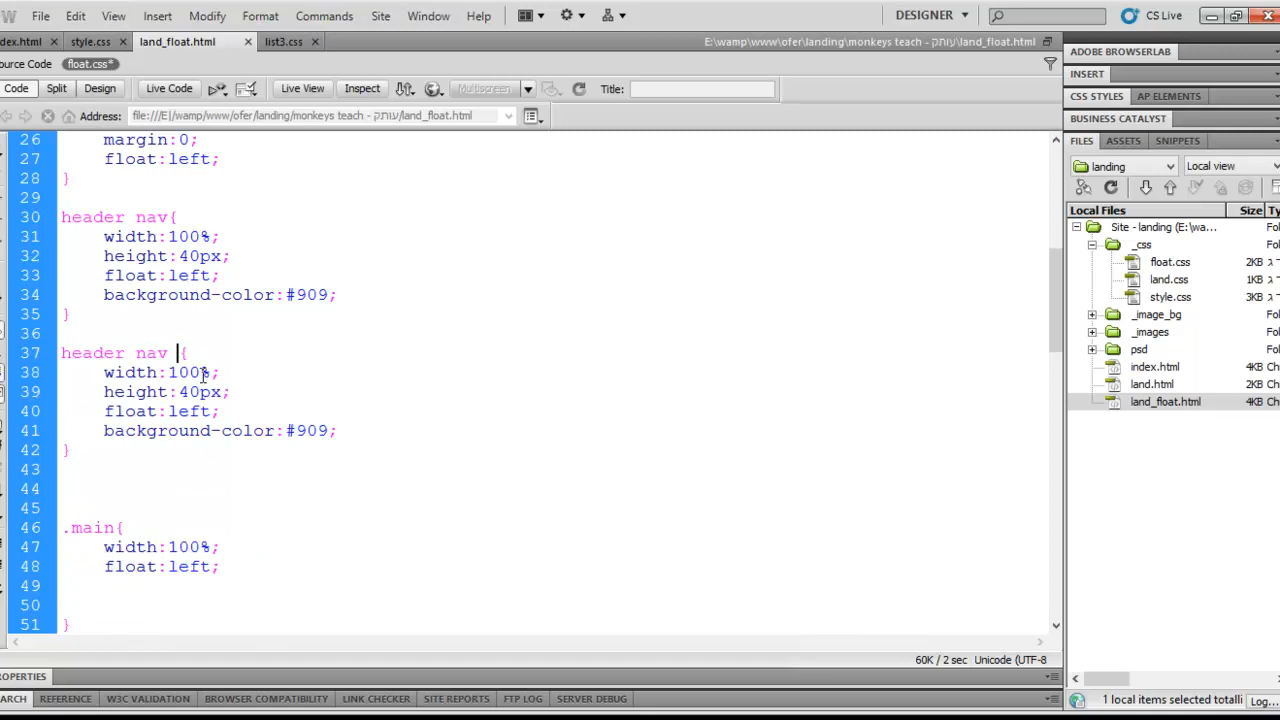 W File Edit View Insert Modify Format Commands Site Window Help DESIGNER CS Live
dex.html style.css land_float.html list3.css E:\wamp\www\ofer\landing\monkeys teach - עותק\land_float.html
ource Code float.css*
Code Split Design Live Code Live View Inspect Multiscreen Title:
Address: file:///E|/wamp/www/ofer/landing/monkeys teach - עותק/land_float.html
26 margin:0;
27 float:left;
28 }
29
30 header nav{
31 width:100%;
32 height:40px;
33 float:left;
34 background-color:#909;
35 }
36
37 header nav {
38 width:100%;
39 height:40px;
40 float:left;
41 background-color:#909;
42 }
43
44
45
46 .main{
47 width:100%;
48 float:left;
49
50
51 }
60K / 2 sec Unicode (UTF-8
ROPERTIES
ARCH REFERENCE W3C VALIDATION BROWSER COMPATIBILITY LINK CHECKER SITE REPORTS FTP LOG SERVER DEBUG
ADOBE BROWSERLAB
INSERT
CSS STYLES AP ELEMENTS
BUSINESS CATALYST
FILES ASSETS SNIPPETS
landing Local view
Local Files Size Ty
Site - landing (E:\wa... Fol
_css Fol
float.css 2KB ג
land.css 1KB ג
style.css 3KB ג
_image_bg Fol
_images Fol
psd Fol
index.html 4KB Ch
land.html 2KB Ch
land_float.html 4KB Ch
1 local items selected totalli Log...